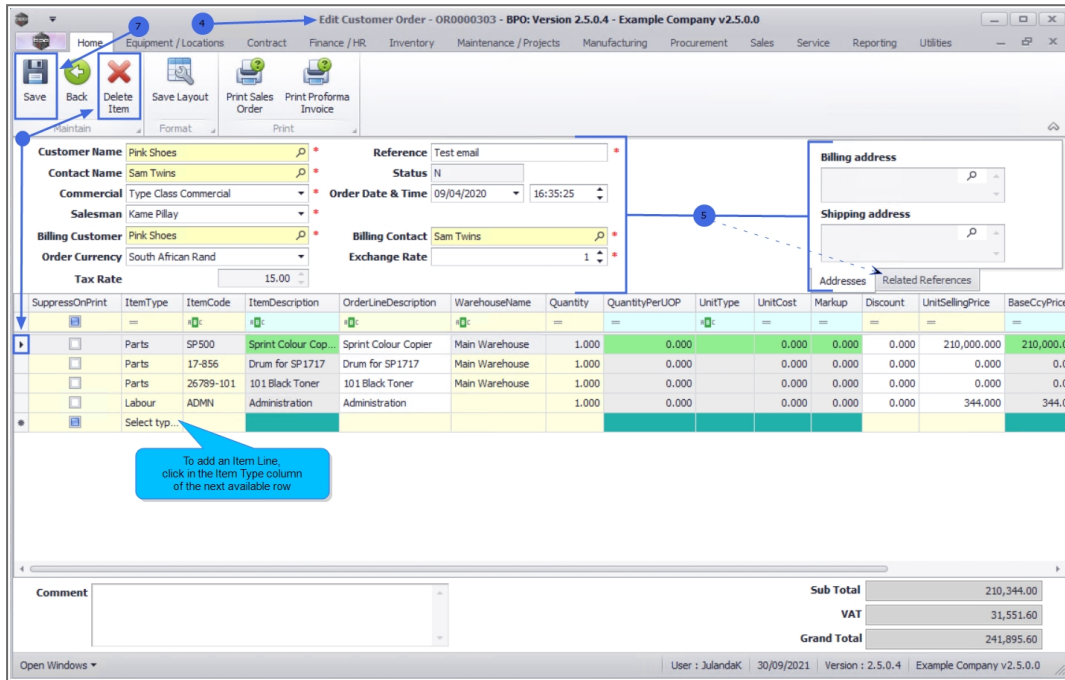 7
4
Edit Customer Order - OR0000303 - BPO: Version 2.5.0.4 - Example Company v2.5.0.0
Home Equipment / Locations Contract Finance / HR Inventory Maintenance / Projects Manufacturing Procurement Sales Service Reporting Utilities
Save Back Delete Item Save Layout Print Sales Order Print Proforma Invoice
Maintain Format Print
Customer Name Pink Shoes * Reference Test email *
Contact Name Sam Twins * Status N
Commercial Type Class Commercial * Order Date & Time 09/04/2020 16:35:25
Salesman Kame Pillay *
Billing Customer Pink Shoes * Billing Contact Sam Twins *
Order Currency South African Rand Exchange Rate 1 *
Tax Rate 15.00
5
Billing address
Shipping address
Addresses Related References
SuppressOnPrint ItemType ItemCode ItemDescription OrderLineDescription WarehouseName Quantity QuantityPerUOP UnitType UnitCost Markup Discount UnitSellingPrice BaseCcyPrice
Parts SP500 Sprint Colour Cop... Sprint Colour Copier Main Warehouse 1.000 0.000 0.000 0.000 0.000 210,000.000 210,000.0
Parts 17-856 Drum for SP1717 Drum for SP1717 Main Warehouse 1.000 0.000 0.000 0.000 0.000 0.000 0.0
Parts 26789-101 101 Black Toner 101 Black Toner Main Warehouse 1.000 0.000 0.000 0.000 0.000 0.000 0.0
Labour ADMN Administration Administration 1.000 0.000 0.000 0.000 0.000 344.000 344.0
Select typ...
To add an Item Line,
click in the Item Type column
of the next available row
Comment
Sub Total 210,344.00
VAT 31,551.60
Grand Total 241,895.60
Open Windows User : JulandaK 30/09/2021 Version : 2.5.0.4 Example Company v2.5.0.0